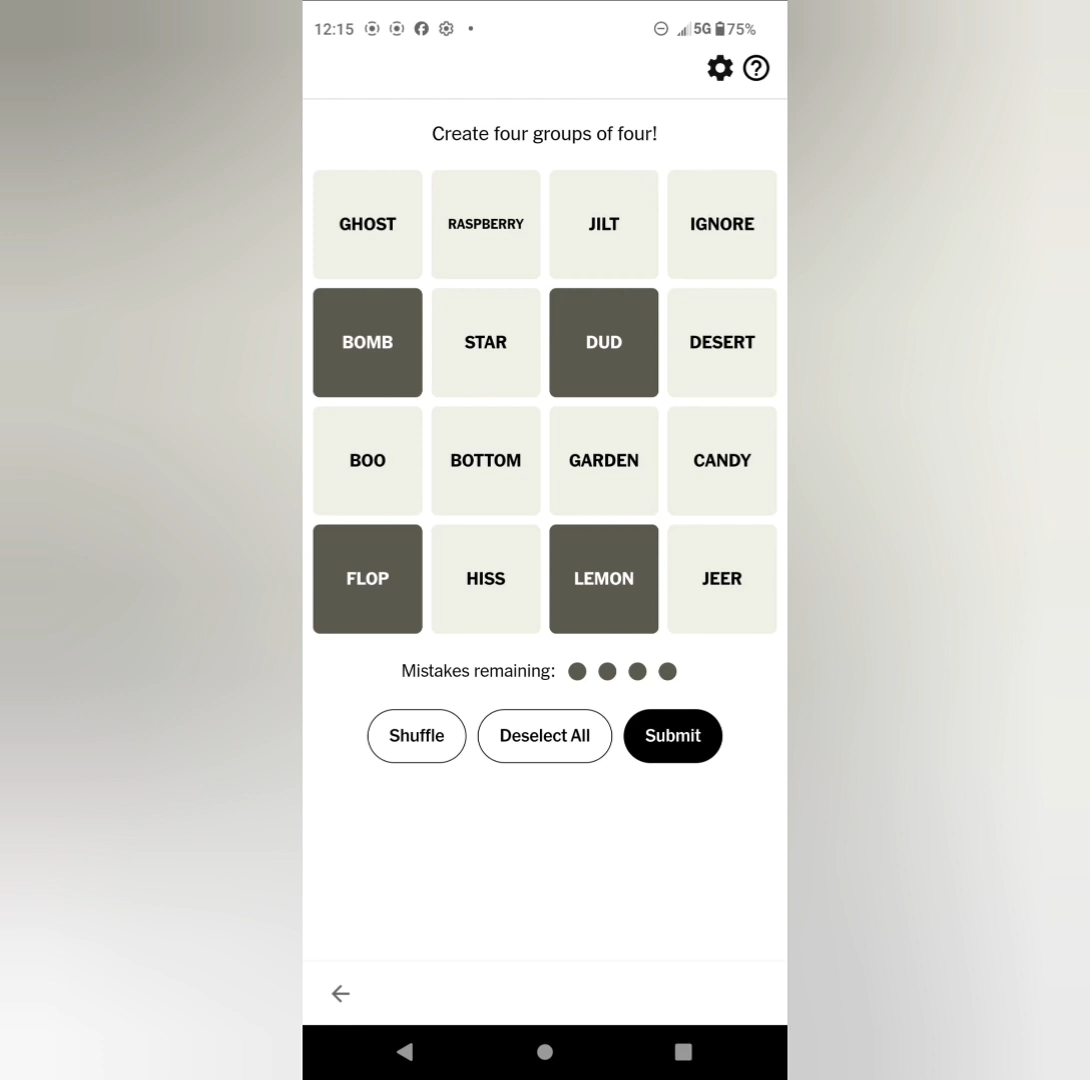 12:15 5G 75%
Create four groups of four!
GHOST RASPBERRY JILT IGNORE
BOMB STAR DUD DESERT
BOO BOTTOM GARDEN CANDY
FLOP HISS LEMON JEER
Mistakes remaining:
Shuffle Deselect All Submit